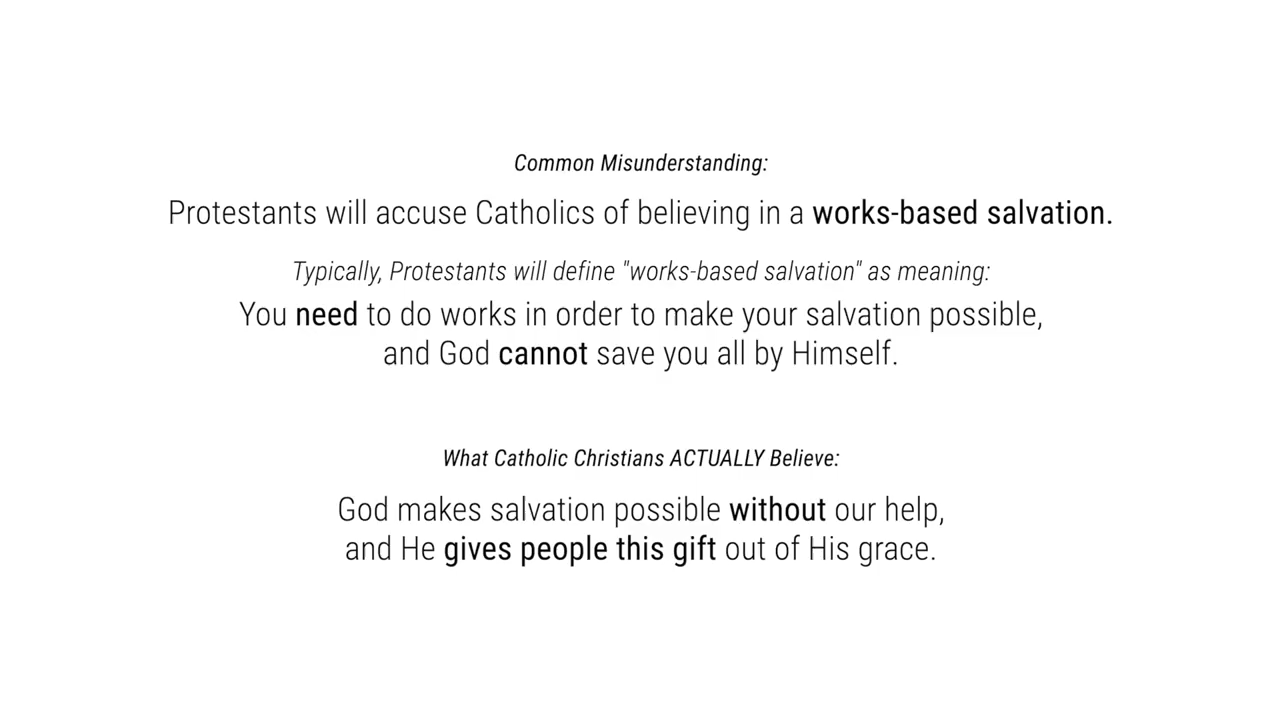 Common Misunderstanding:
Protestants will accuse Catholics of believing in a works-based salvation.
Typically, Protestants will define "works-based salvation" as meaning:
You need to do works in order to make your salvation possible,
and God cannot save you all by Himself.
What Catholic Christians ACTUALLY Believe:
God makes salvation possible without our help,
and He gives people this gift out of His grace.